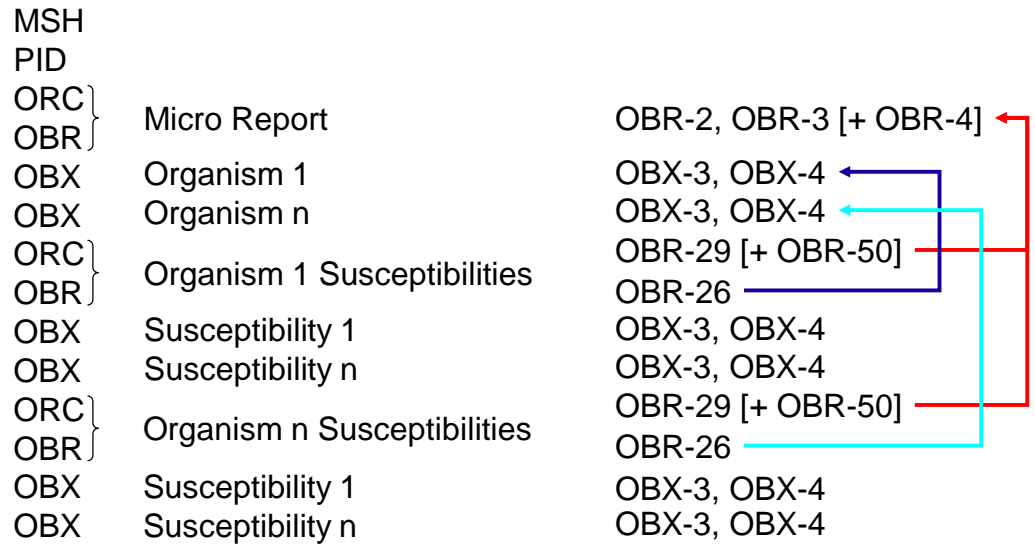 MSH
PID
ORC
OBR
Micro Report OBR-2, OBR-3 [+ OBR-4]
OBX Organism 1 OBX-3, OBX-4
OBX Organism n OBX-3, OBX-4
ORC OBR-29 [+ OBR-50]
Organism 1 Susceptibilities
OBR OBR-26
OBX Susceptibility 1 OBX-3, OBX-4
OBX Susceptibility n OBX-3, OBX-4
ORC OBR-29 [+ OBR-50]
Organism n Susceptibilities
OBR OBR-26
OBX Susceptibility 1 OBX-3, OBX-4
OBX Susceptibility n OBX-3, OBX-4